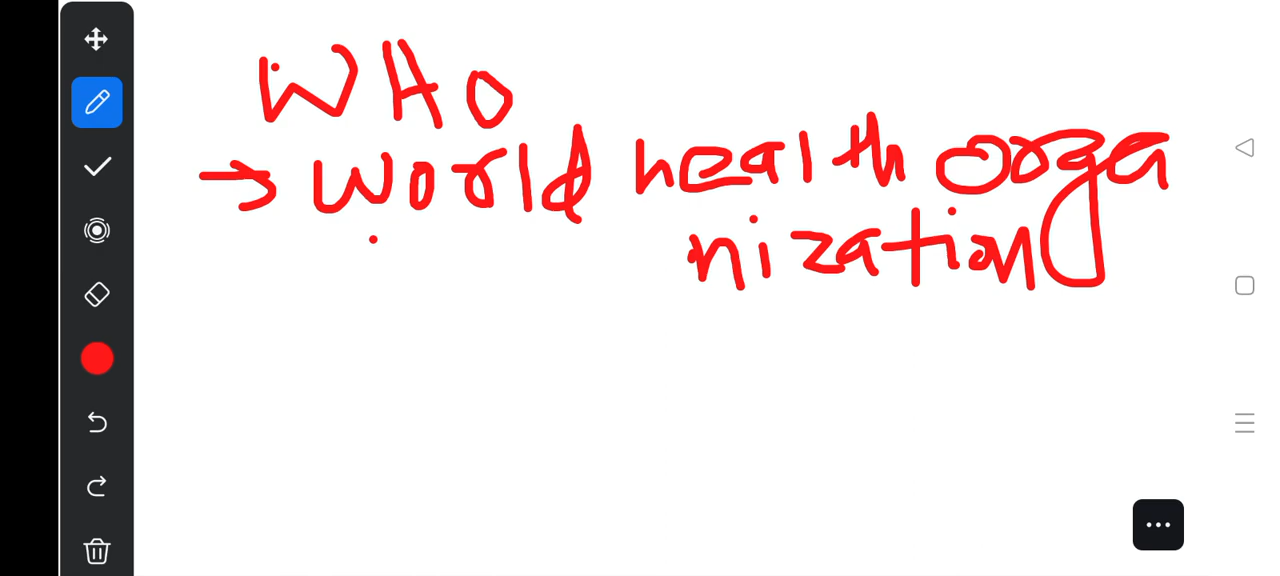 WHO
→ world health orga
nization